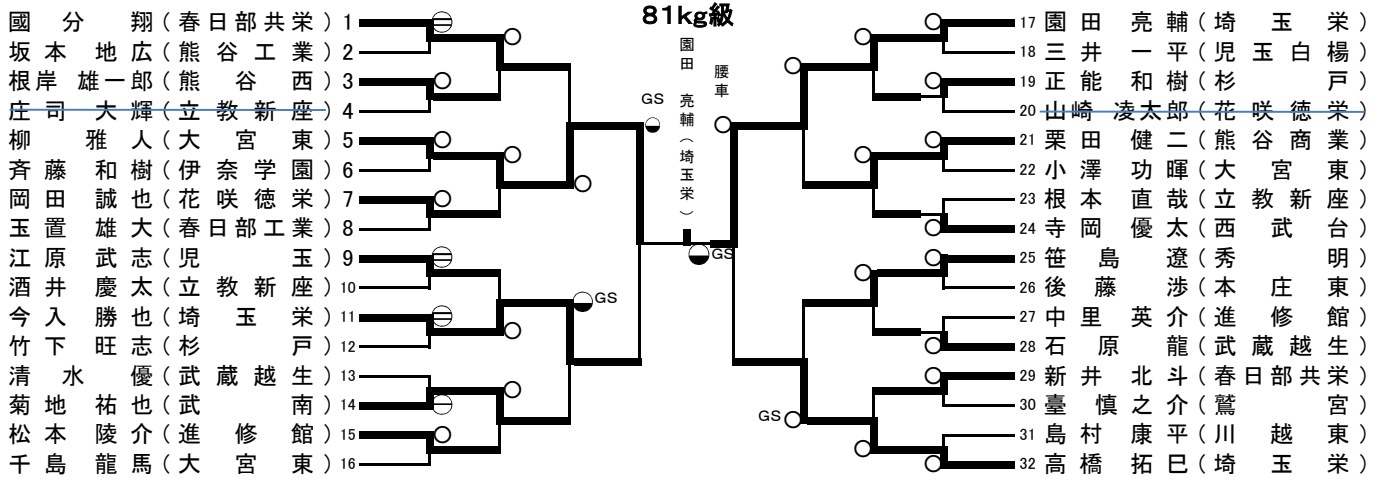 81kg級
國分 翔(春日部共栄) 1
坂本 地広(熊谷工業) 2
根岸 雄一郎(熊谷西) 3
庄司 大輝(立教新座) 4
柳 雅人(大宮東) 5
斉藤 和樹(伊奈学園) 6
岡田 誠也(花咲徳栄) 7
玉置 雄大(春日部工業) 8
江原 武志(児玉) 9
酒井 慶太(立教新座) 10
今入 勝也(埼玉栄) 11
竹下 旺志(杉戸) 12
清水 優(武蔵越生) 13
菊地 祐也(武南) 14
松本 陵介(進修館) 15
千島 龍馬(大宮東) 16
GS
GS
園田 亮輔(埼玉栄)
腰車
GS
GS
17 園田 亮輔(埼玉栄)
18 三井 一平(児玉白楊)
19 正能 和樹(杉戸)
20 山崎 凌太郎(花咲徳栄)
21 栗田 健二(熊谷商業)
22 小澤 功暉(大宮東)
23 根本 直哉(立教新座)
24 寺岡 優太(西武台)
25 笹島 遼(秀明)
26 後藤 渉(本庄東)
27 中里 英介(進修館)
28 石原 龍(武蔵越生)
29 新井 北斗(春日部共栄)
30 臺 慎之介(鷲宮)
31 島村 康平(川越東)
32 高橋 拓巳(埼玉栄)